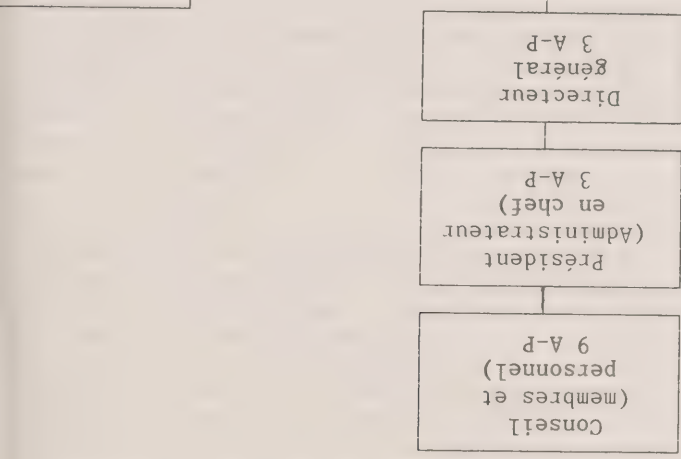 Conseil
(membres et
personnel)
9 A-P
Président
(Administrateur
en chef)
3 A-P
Directeur
général
3 A-P